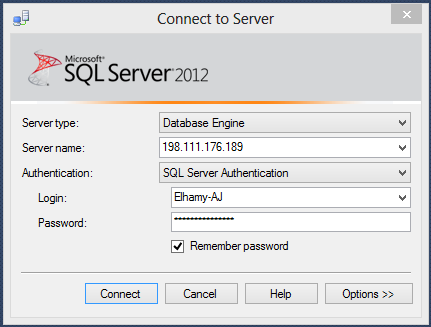 Connect to Server
Microsoft®
SQL Server® 2012
Server type: Database Engine
Server name: 198.111.176.189
Authentication: SQL Server Authentication
Login: Elhamy-AJ
Password: ***************
Remember password
Connect Cancel Help Options >>